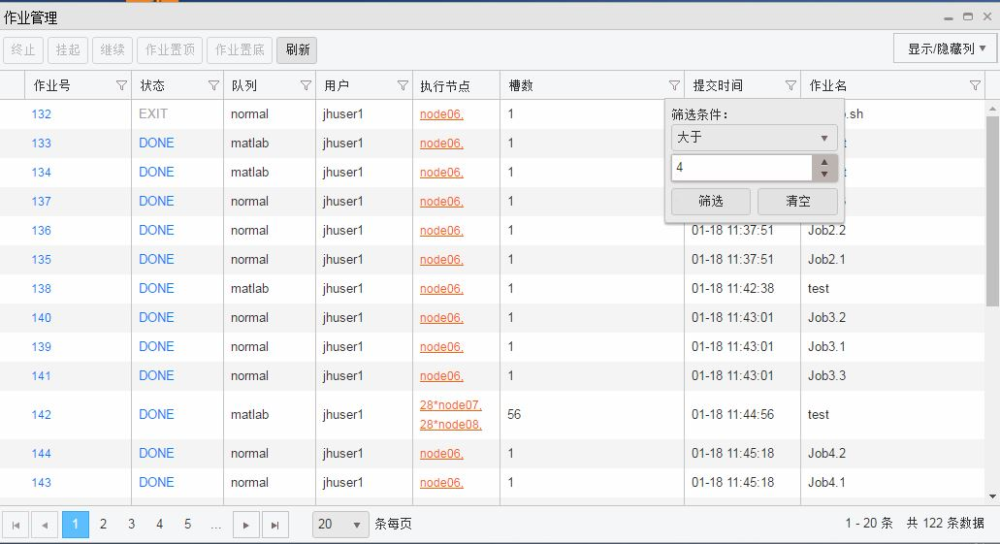 作业管理
终止 挂起 继续 作业置顶 作业置底 刷新 显示/隐藏列
作业号 状态 队列 用户 执行节点 槽数 提交时间 作业名
132 EXIT normal jhuser1 node06, 1 .sh
筛选条件:
大于
133 DONE matlab jhuser1 node06, 1
134 DONE matlab jhuser1 node06, 1
4
137 DONE normal jhuser1 node06, 1
筛选 清空
136 DONE normal jhuser1 node06, 1 01-18 11:37:51 Job2.2
135 DONE normal jhuser1 node06, 1 01-18 11:37:51 Job2.1
138 DONE matlab jhuser1 node06, 1 01-18 11:42:38 test
140 DONE normal jhuser1 node06, 1 01-18 11:43:01 Job3.2
139 DONE normal jhuser1 node06, 1 01-18 11:43:01 Job3.1
141 DONE normal jhuser1 node06, 1 01-18 11:43:01 Job3.3
142 DONE matlab jhuser1 28*node07, 56 01-18 11:44:56 test
28*node08,
144 DONE normal jhuser1 node06, 1 01-18 11:45:18 Job4.2
143 DONE normal jhuser1 node06, 1 01-18 11:45:18 Job4.1
1 2 3 4 5 ... 20 条每页 1 - 20 条 共 122 条数据